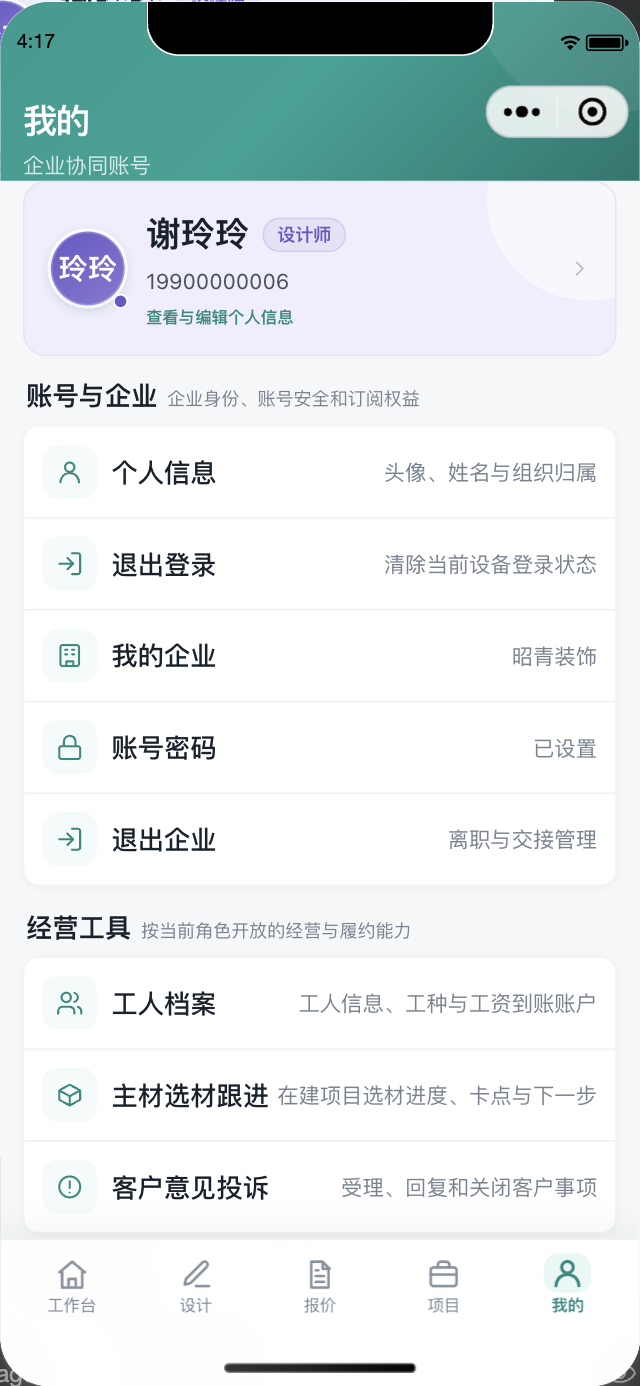 4:17
我的
企业协同账号
玲玲
谢玲玲 设计师
19900000006
查看与编辑个人信息
账号与企业 企业身份、账号安全和订阅权益
个人信息 头像、姓名与组织归属
退出登录 清除当前设备登录状态
我的企业 昭青装饰
账号密码 已设置
退出企业 离职与交接管理
经营工具 按当前角色开放的经营与履约能力
工人档案 工人信息、工种与工资到账账户
主材选材跟进 在建项目选材进度、卡点与下一步
客户意见投诉 受理、回复和关闭客户事项
工作台 设计 报价 项目 我的